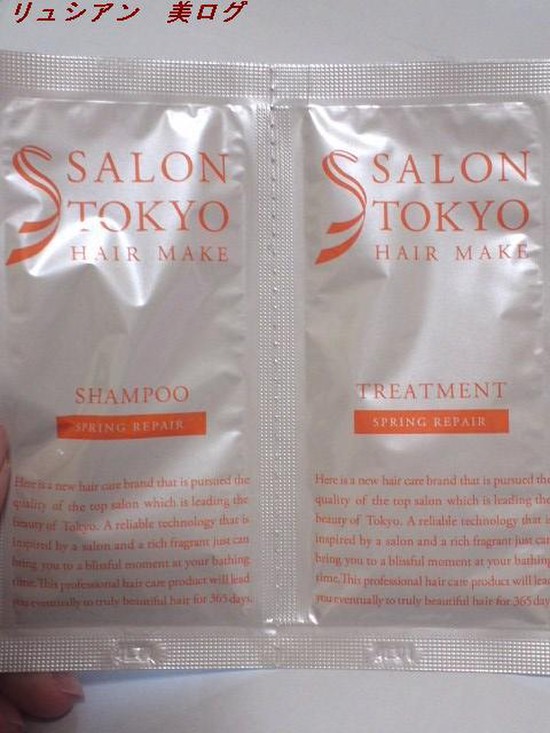 リュシアン 美ログ
SALON
TOKYO
HAIR MAKE
SHAMPOO
SPRING REPAIR
Here is a new hair care brand that is pursued the
quality of the top salon which is leading the
beauty of Tokyo. A reliable technology that is
inspired by a salon and a rich fragrant just can
bring you to a blissful moment at your bathing
time. This professional hair care product will lead
you eventually to truly beautiful hair for 365 days.
SALON
TOKYO
HAIR MAKE
TREATMENT
SPRING REPAIR
Here is a new hair care brand that is pursued the
quality of the top salon which is leading the
beauty of Tokyo. A reliable technology that is
inspired by a salon and a rich fragrant just can
bring you to a blissful moment at your bathing
time. This professional hair care product will lead
you eventually to truly beautiful hair for 365 days.